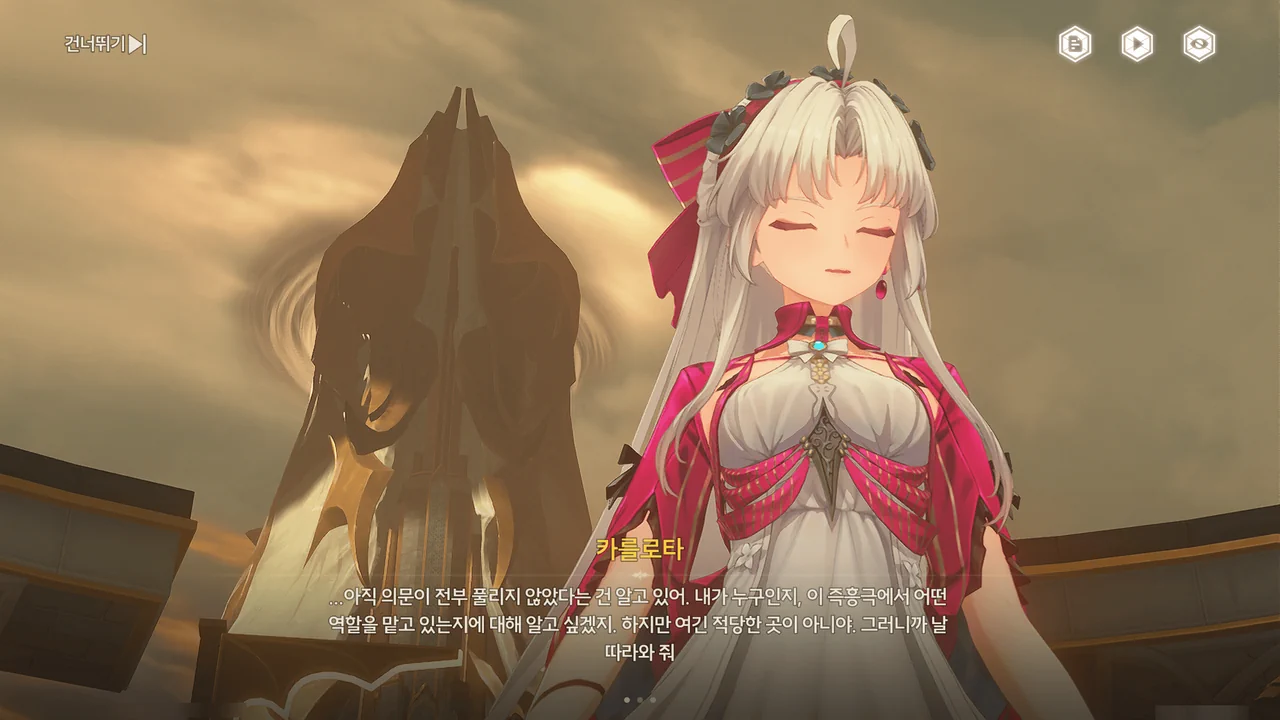 건너뛰기
카를로타
...아직 의문이 전부 풀리지 않았다는 건 알고 있어. 내가 누구인지, 이 즉흥극에서 어떤
역할을 맡고 있는지에 대해 알고 싶겠지. 하지만 여긴 적당한 곳이 아니야. 그러니까 날
따라와 줘